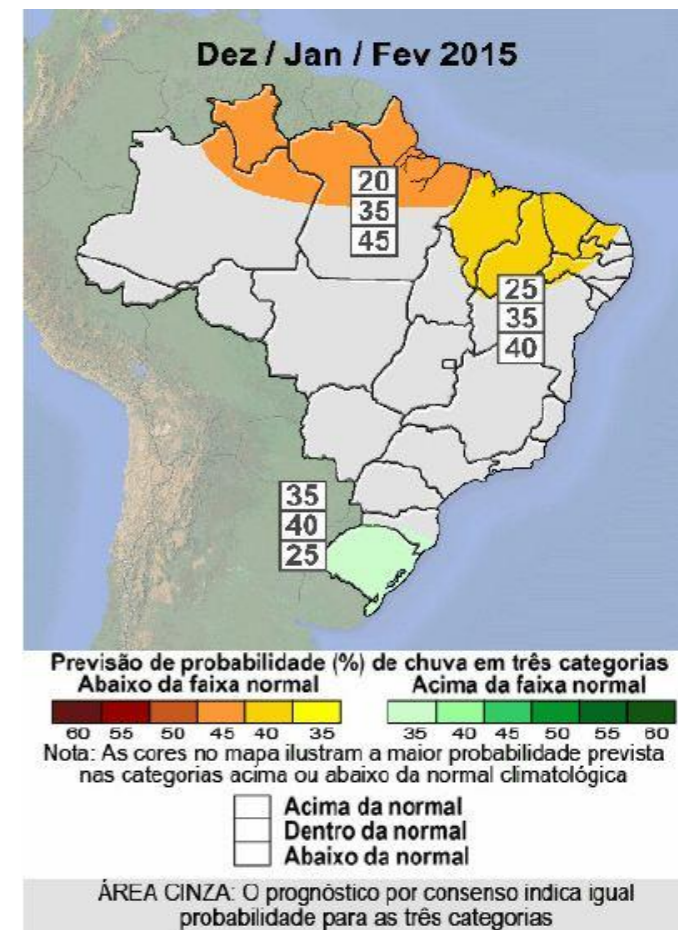 Dez / Jan / Fev 2015
20
35
45
25
35
40
35
40
25
Previsão de probabilidade (%) de chuva em três categorias
Abaixo da faixa normal Acima da faixa normal
60 55 50 45 40 35 35 40 45 50 55 60
Nota: As cores no mapa ilustram a maior probabilidade prevista
nas categorias acima ou abaixo da normal climatológica
Acima da normal
Dentro da normal
Abaixo da normal
ÁREA CINZA: O prognóstico por consenso indica igual
probabilidade para as três categorias